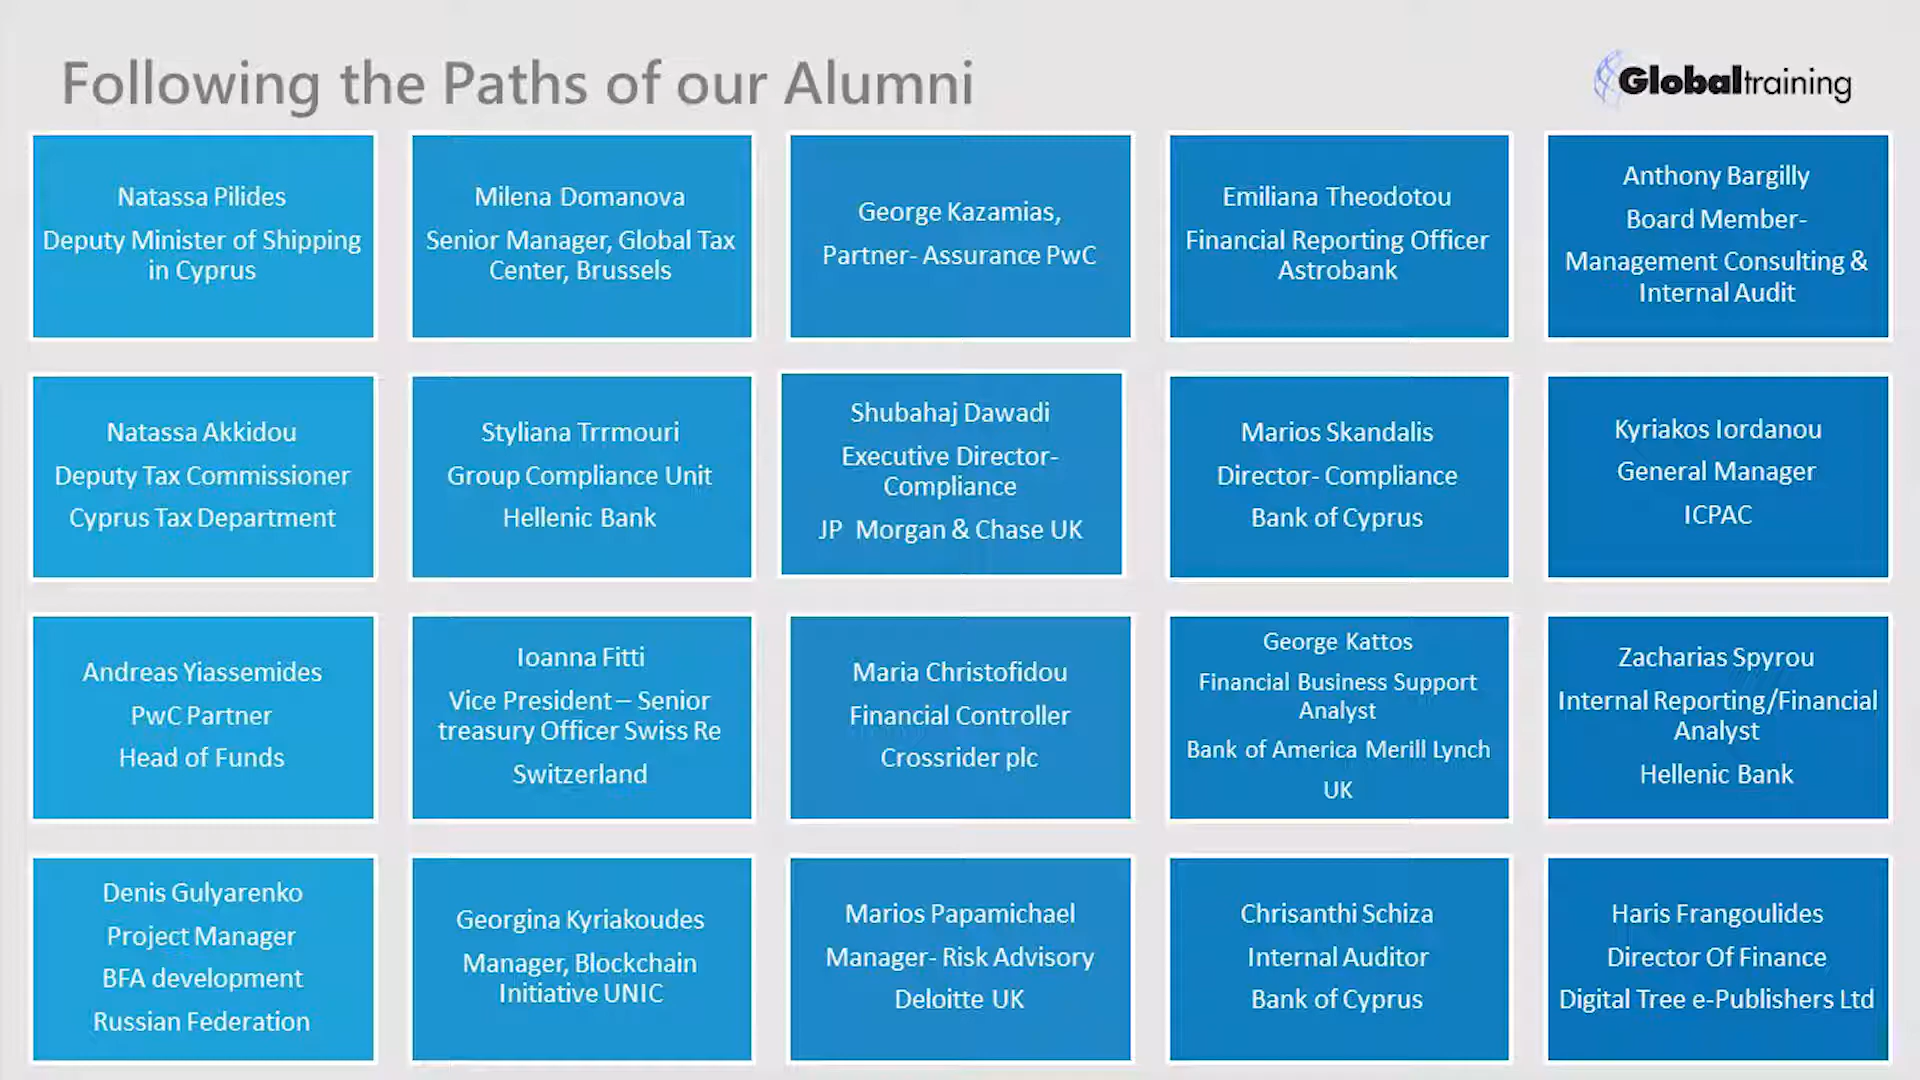 Following the Paths of our Alumni
Globaltraining
Natassa Pilides
Deputy Minister of Shipping
in Cyprus
Milena Domanova
Senior Manager, Global Tax
Center, Brussels
George Kazamias,
Partner- Assurance PwC
Emiliana Theodotou
Financial Reporting Officer
Astrobank
Anthony Bargilly
Board Member-
Management Consulting &
Internal Audit
Natassa Akkidou
Deputy Tax Commissioner
Cyprus Tax Department
Styliana Trrmouri
Group Compliance Unit
Hellenic Bank
Shubahaj Dawadi
Executive Director-
Compliance
JP Morgan & Chase UK
Marios Skandalis
Director- Compliance
Bank of Cyprus
Kyriakos Iordanou
General Manager
ICPAC
Andreas Yiassemides
PwC Partner
Head of Funds
Ioanna Fitti
Vice President – Senior
treasury Officer Swiss Re
Switzerland
Maria Christofidou
Financial Controller
Crossrider plc
George Kattos
Financial Business Support
Analyst
Bank of America Merill Lynch
UK
Zacharias Spyrou
Internal Reporting/Financial
Analyst
Hellenic Bank
Denis Gulyarenko
Project Manager
BFA development
Russian Federation
Georgina Kyriakoudes
Manager, Blockchain
Initiative UNIC
Marios Papamichael
Manager- Risk Advisory
Deloitte UK
Chrisanthi Schiza
Internal Auditor
Bank of Cyprus
Haris Frangoulides
Director Of Finance
Digital Tree e-Publishers Ltd